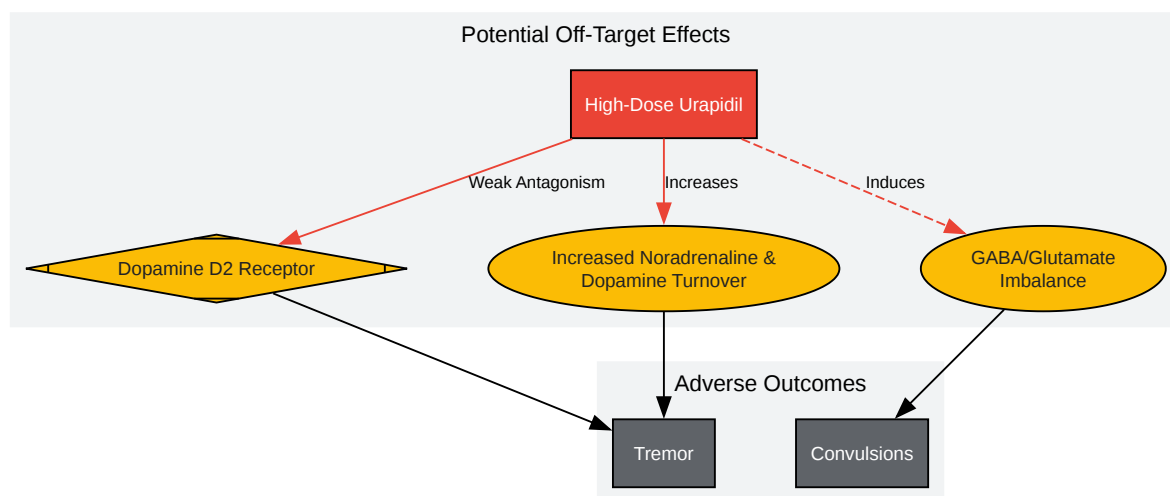 Potential Off-Target Effects
High-Dose Urapidil
Weak Antagonism
Increases
Induces
Dopamine D2 Receptor
Increased Noradrenaline &
Dopamine Turnover
GABA/Glutamate
Imbalance
Adverse Outcomes
Tremor
Convulsions